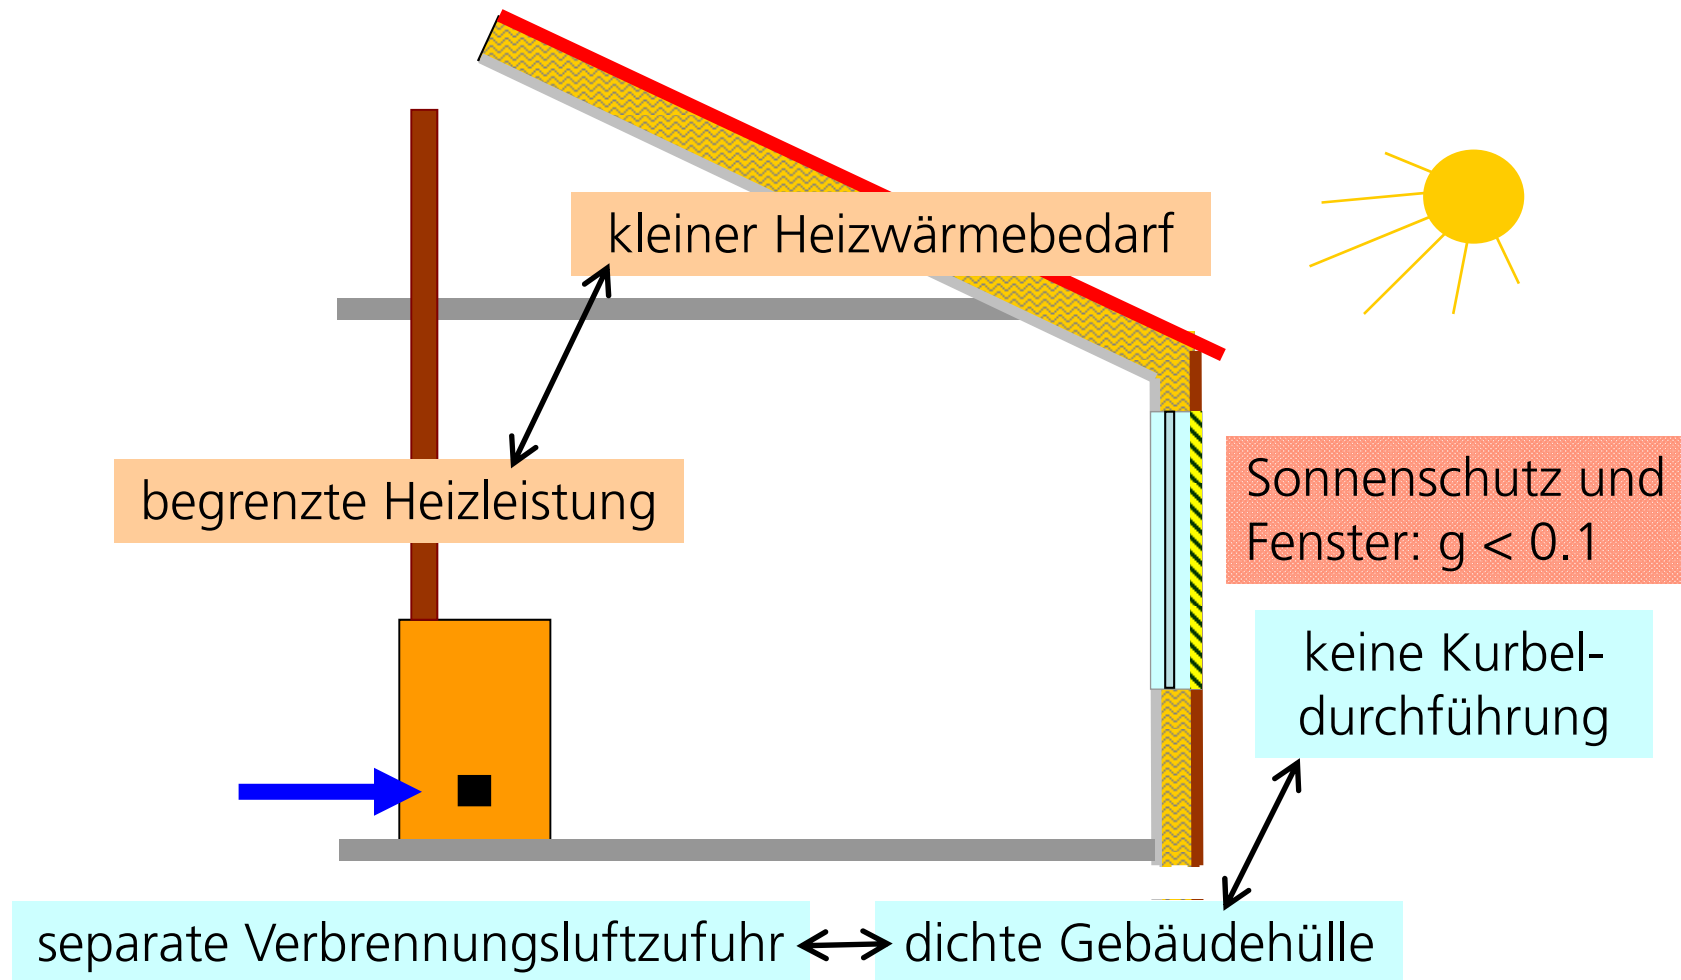 kleiner Heizwärmebedarf
begrenzte Heizleistung
Sonnenschutz und
Fenster: g < 0.1
keine Kurbel-
durchführung
separate Verbrennungsluftzufuhr
dichte Gebäudehülle